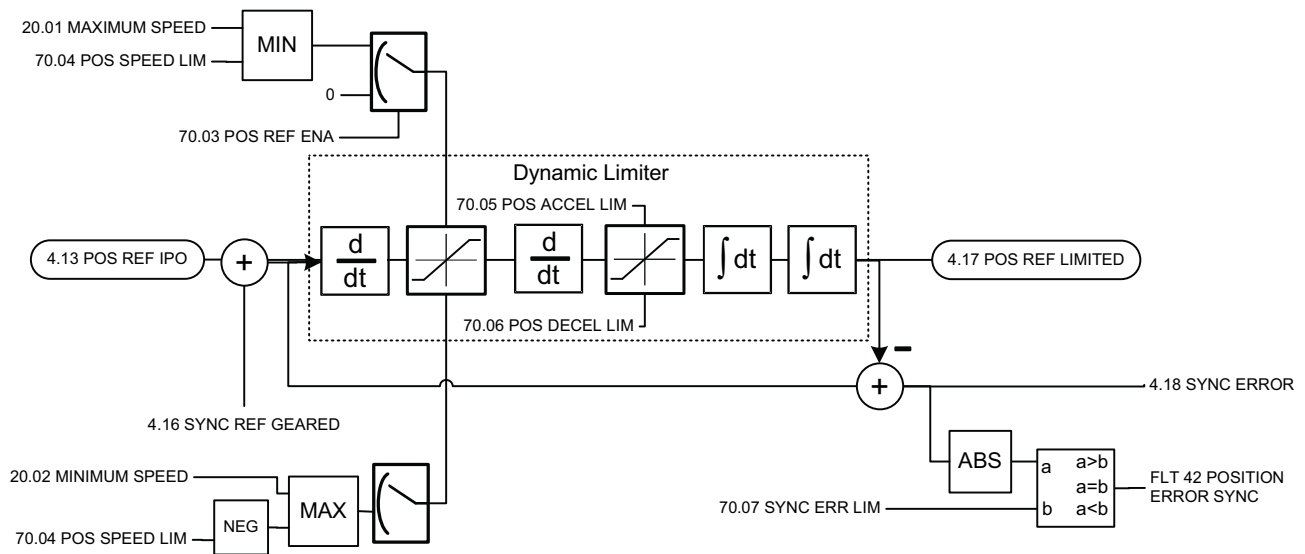 20.01 MAXIMUM SPEED
MIN
70.04 POS SPEED LIM
0
70.03 POS REF ENA
Dynamic Limiter
70.05 POS ACCEL LIM
4.13 POS REF IPO
+
d
dt
d
dt
∫ dt
∫ dt
4.17 POS REF LIMITED
70.06 POS DECEL LIM
-
+
4.18 SYNC ERROR
4.16 SYNC REF GEARED
20.02 MINIMUM SPEED
MAX
NEG
70.04 POS SPEED LIM
ABS
a
a>b
a=b
b
a<b
FLT 42 POSITION
ERROR SYNC
70.07 SYNC ERR LIM